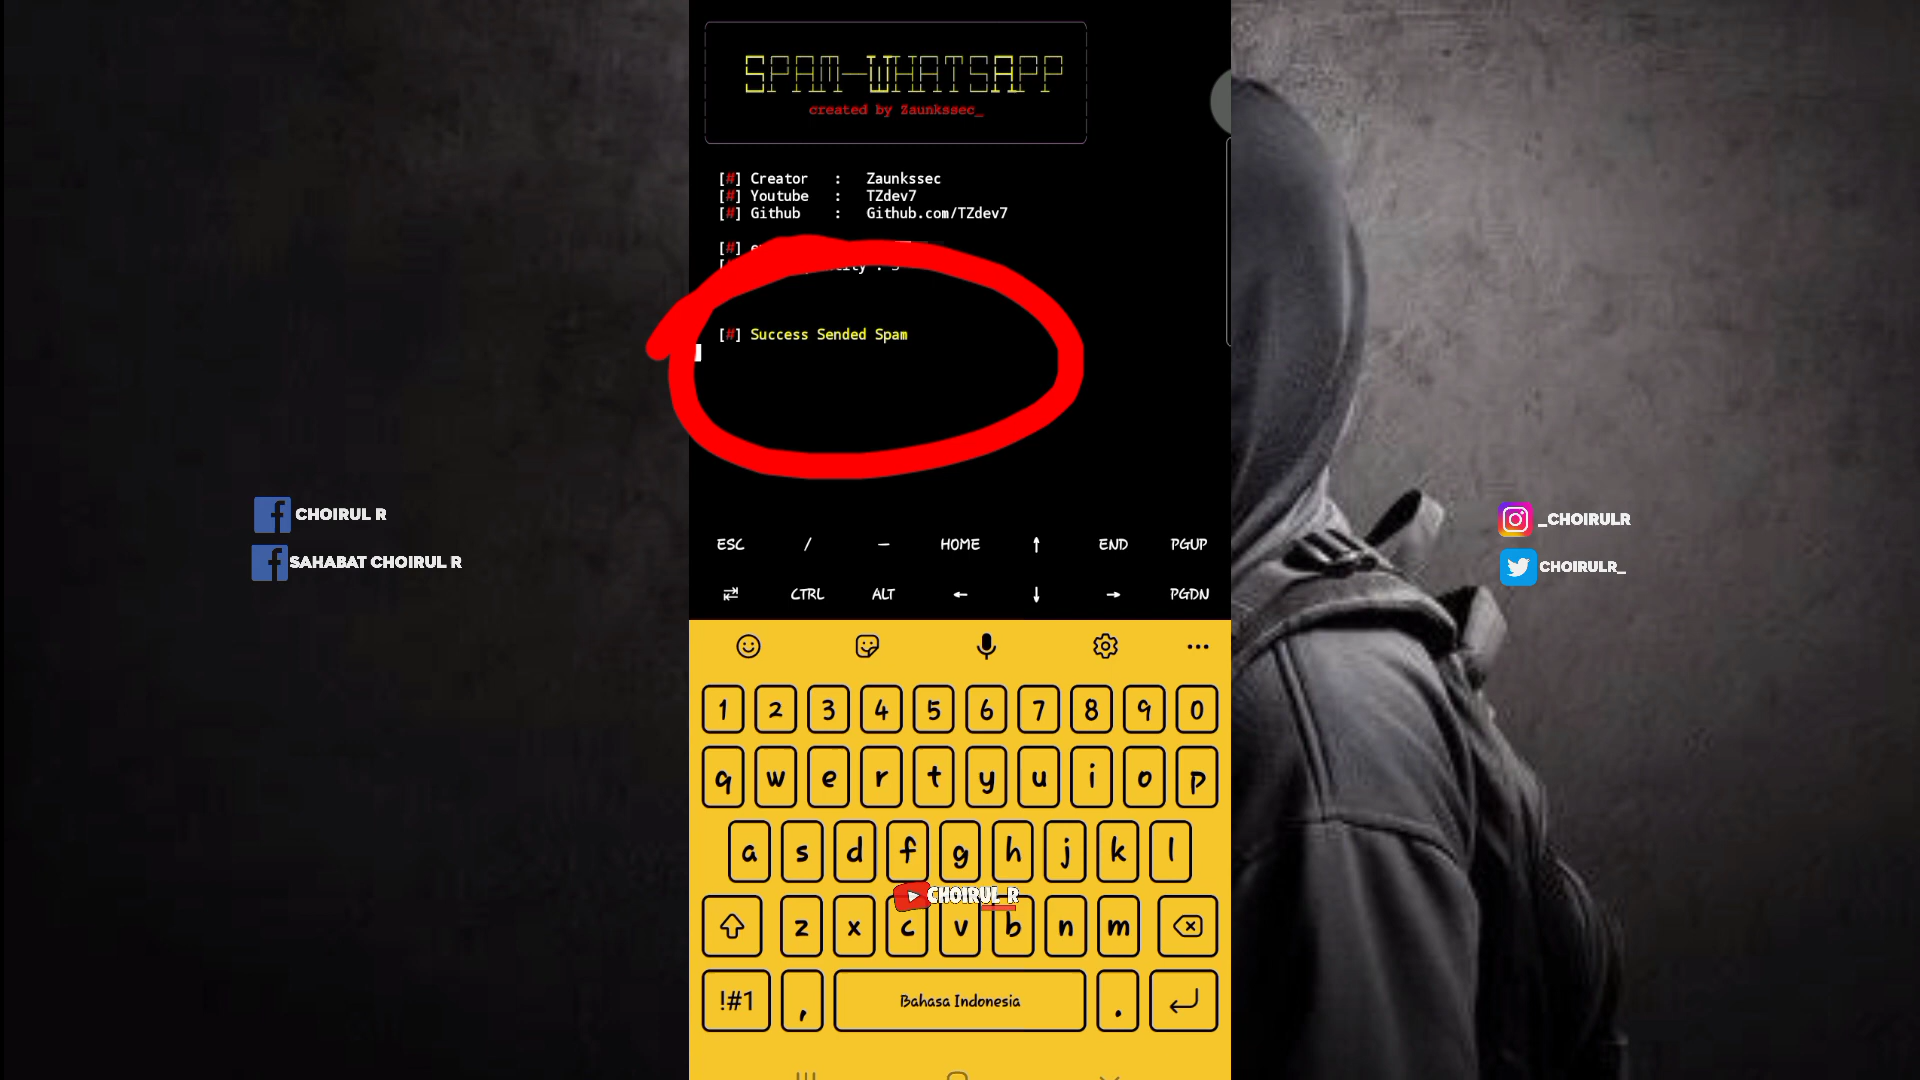 SPAM-WHATSAPP
created by Zaunkssec_
[#] Creator : Zaunkssec
[#] Youtube : TZdev7
[#] Github : Github.com/TZdev7
[#]
[#] Success Sended Spam
CHOIRUL R
SAHABAT CHOIRUL R
_CHOIRULR
CHOIRULR_
ESC / — HOME ↑ END PGUP
CTRL ALT ← ↓ → PGDN
1 2 3 4 5 6 7 8 9 0
q w e r t y u i o p
a s d f g h j k l
CHOIRUL R
z x c v b n m
!#1 , Bahasa Indonesia .